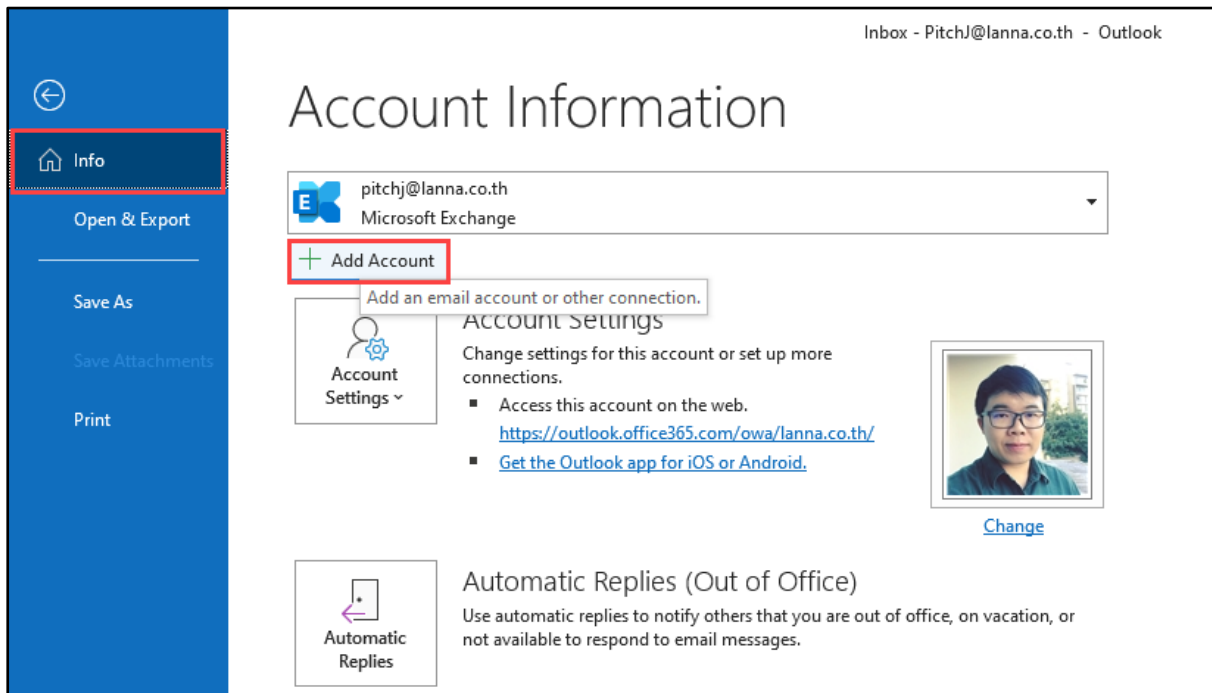 Inbox - PitchJ@lanna.co.th - Outlook
Account Information
Info
Open & Export
Save As
Save Attachments
Print
E
pitchj@lanna.co.th
Microsoft Exchange
Add Account
Add an email account or other connection.
Account Settings
Account
Settings
Change settings for this account or set up more
connections.
Access this account on the web.
https://outlook.office365.com/owa/lanna.co.th/
Get the Outlook app for iOS or Android.
Change
Automatic
Replies
Automatic Replies (Out of Office)
Use automatic replies to notify others that you are out of office, on vacation, or
not available to respond to email messages.